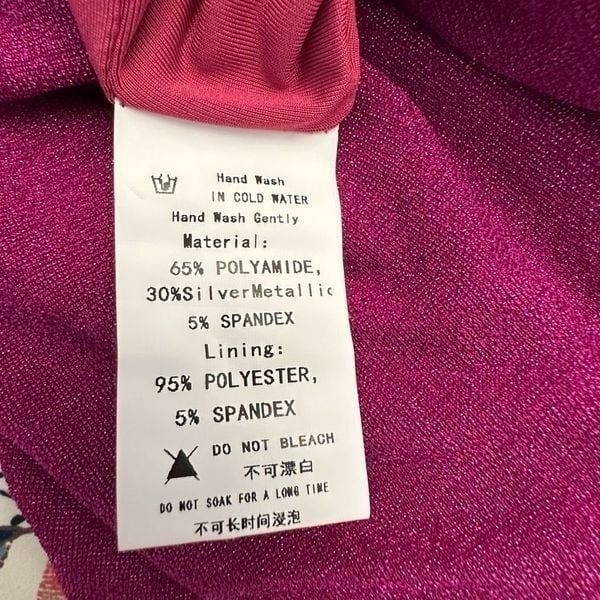 Hand Wash
IN COLD WATER
Hand Wash Gently
Material:
65% POLYAMIDE,
30%SilverMetallic
5% SPANDEX
Lining:
95% POLYESTER,
5% SPANDEX
DO NOT BLEACH
不可漂白
DO NOT SOAK FOR A LONG TIME
不可长时间浸泡